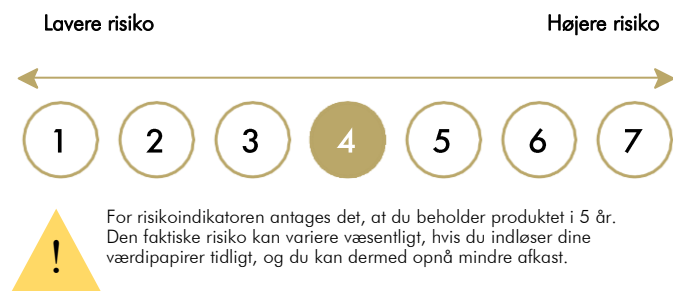 Lavere risiko Højere risiko
1 2 3 4 5 6 7
! For risikoindikatoren antages det, at du beholder produktet i 5 år.
Den faktiske risiko kan variere væsentligt, hvis du indløser dine
værdipapirer tidligt, og du kan dermed opnå mindre afkast.